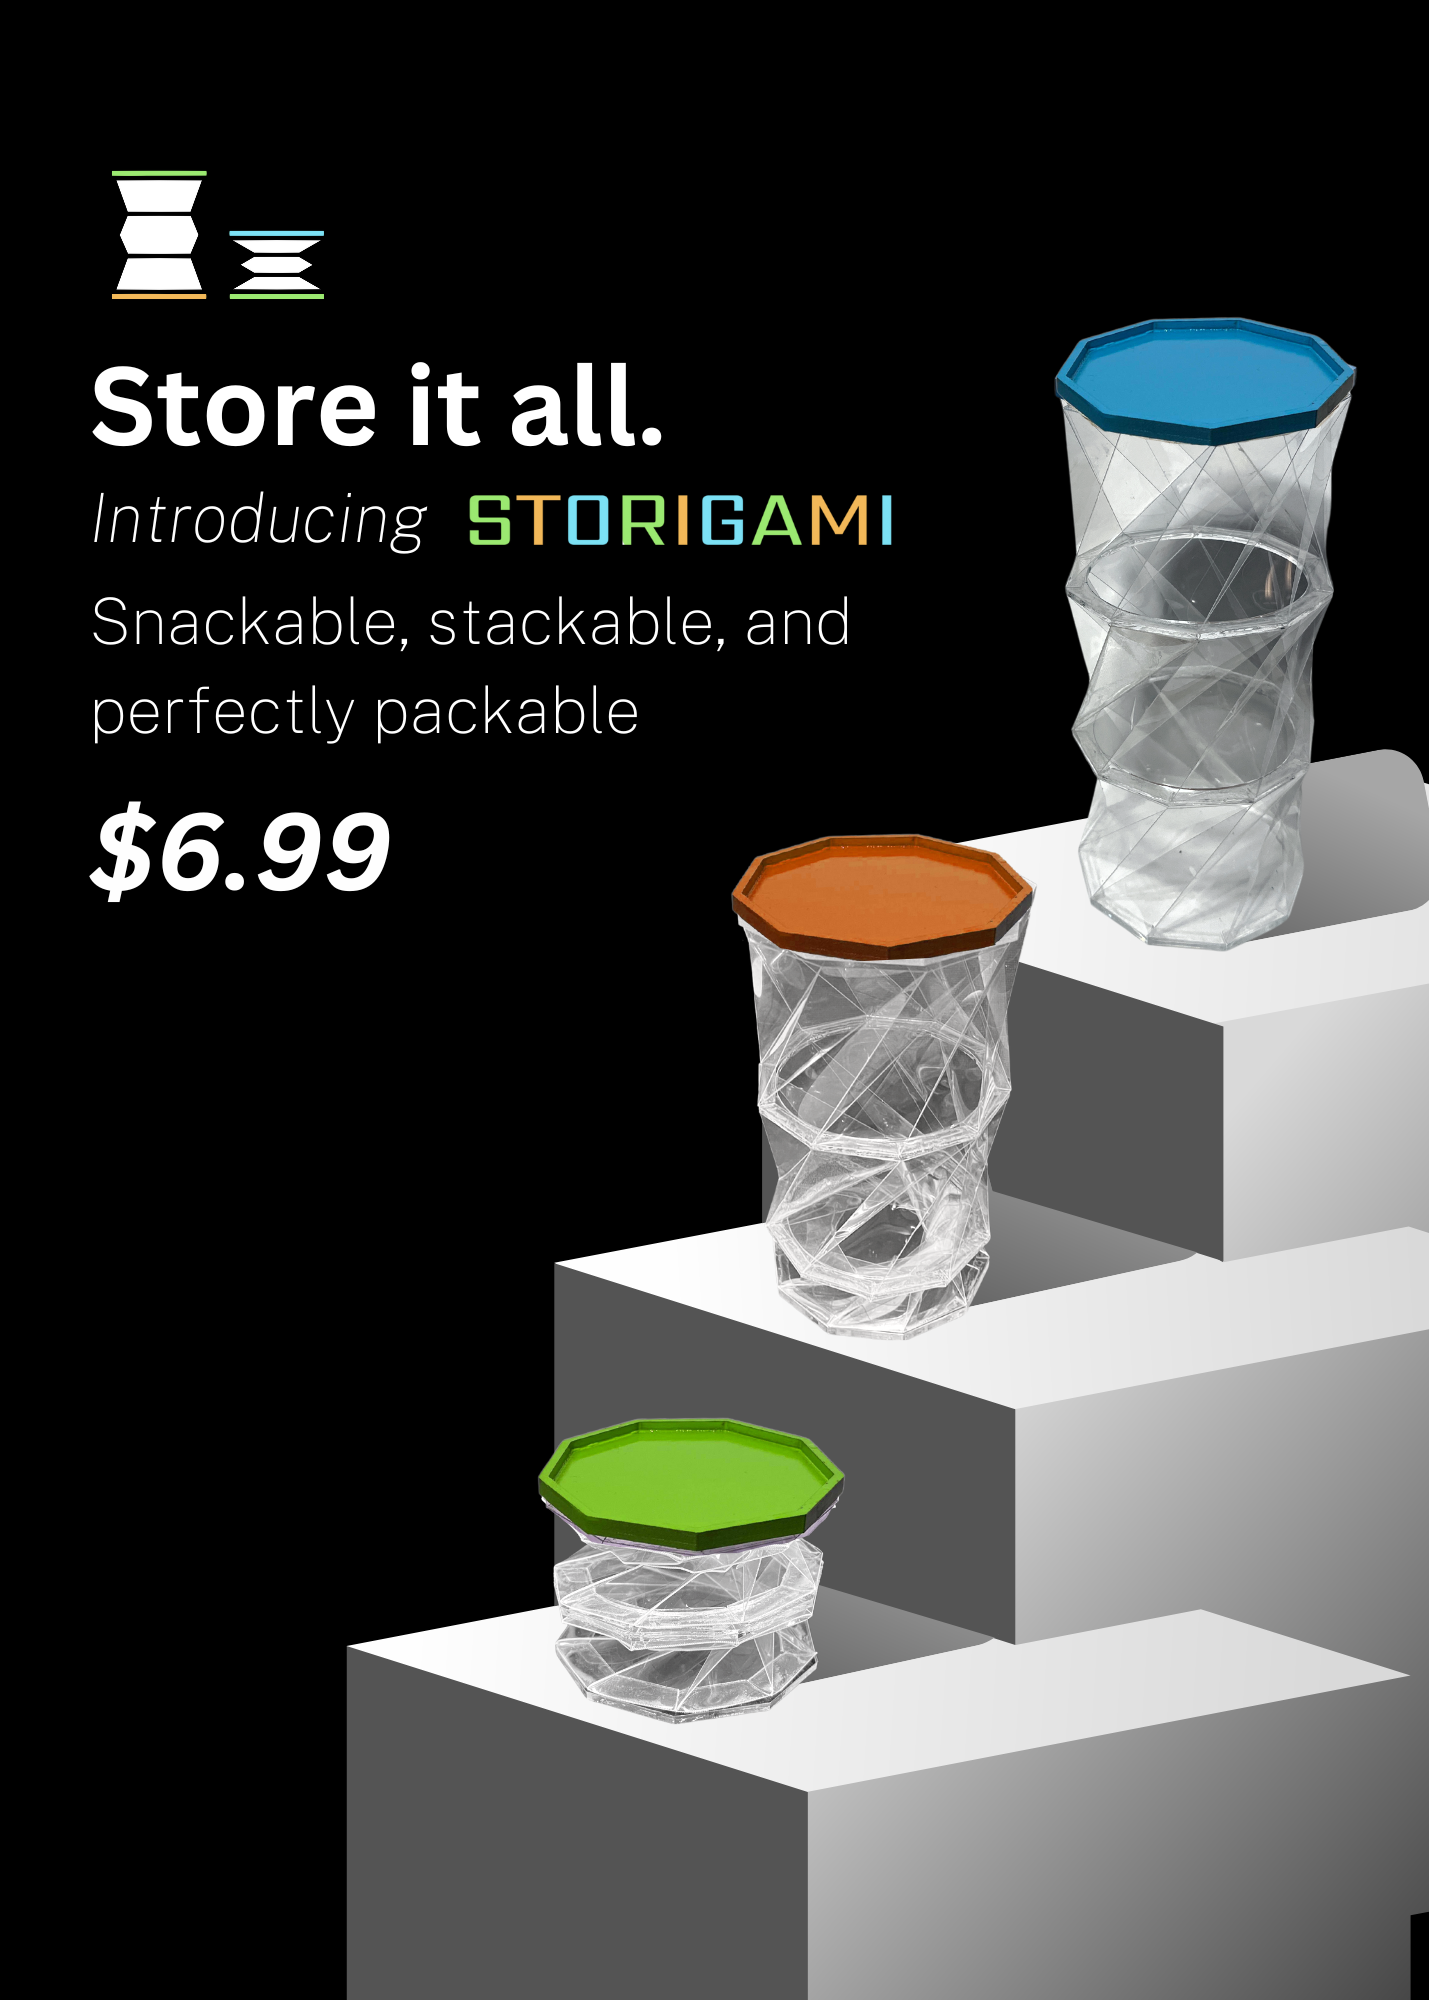 Store it all.
Introducing STORIGAMI
Snackable, stackable, and
perfectly packable
$6.99